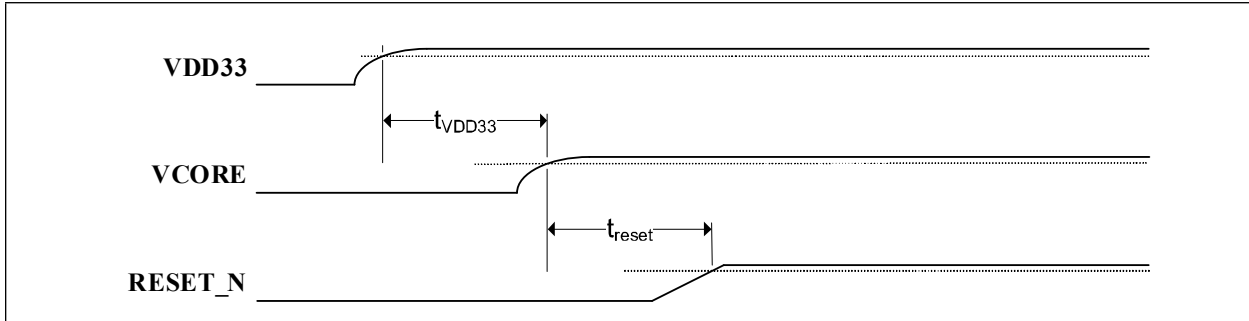 VDD33
tVDD33
VCORE
treset
RESET_N